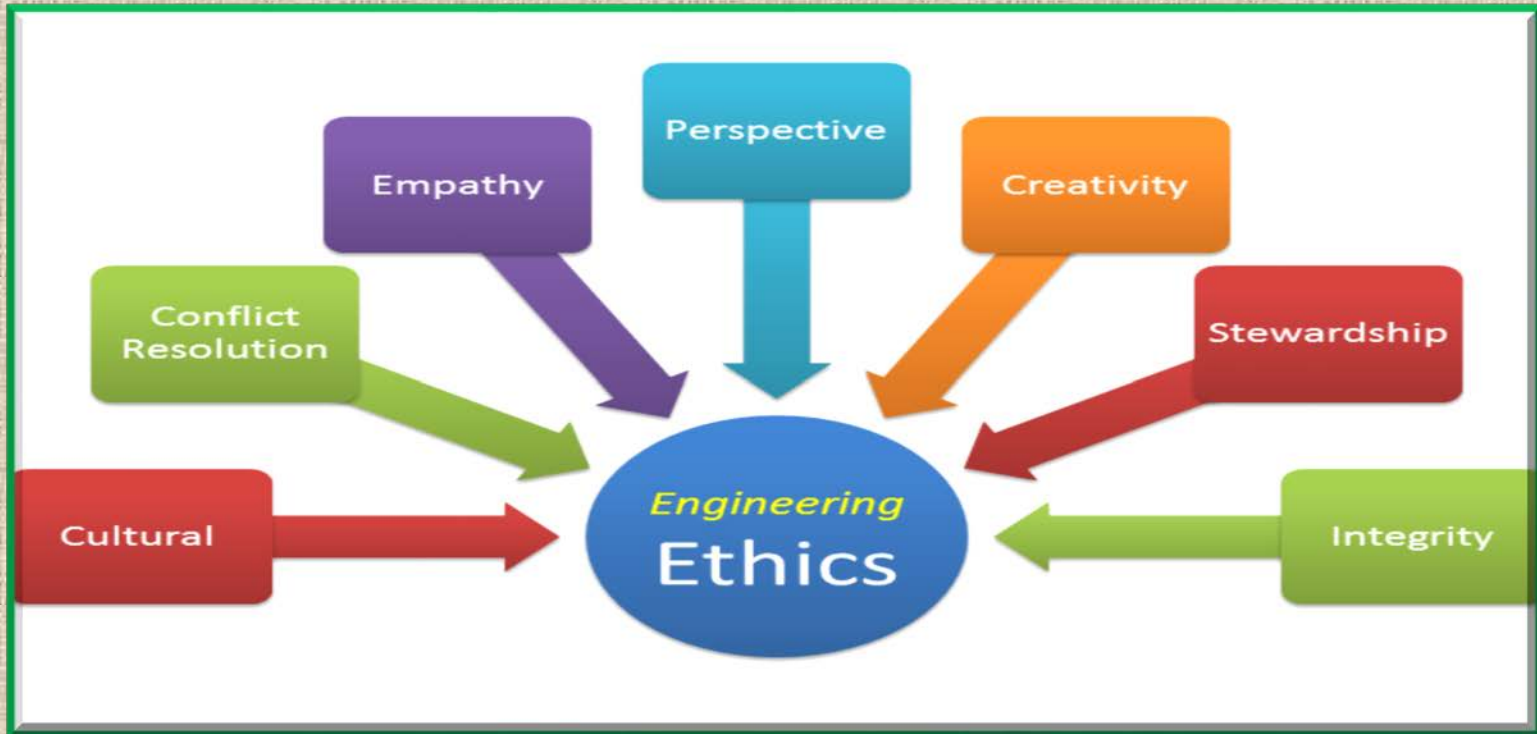 Perspective
Empathy
Creativity
Conflict
Resolution
Stewardship
Cultural
Engineering
Ethics
Integrity